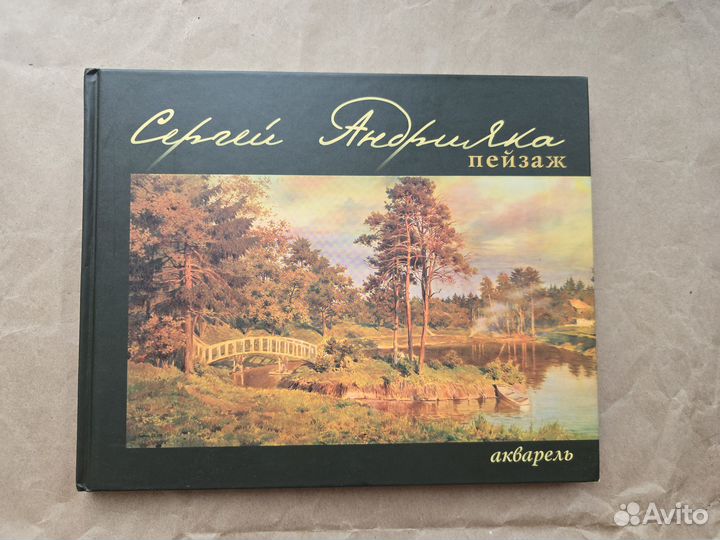 Сергей Андрияка
пейзаж
акварель
Avito